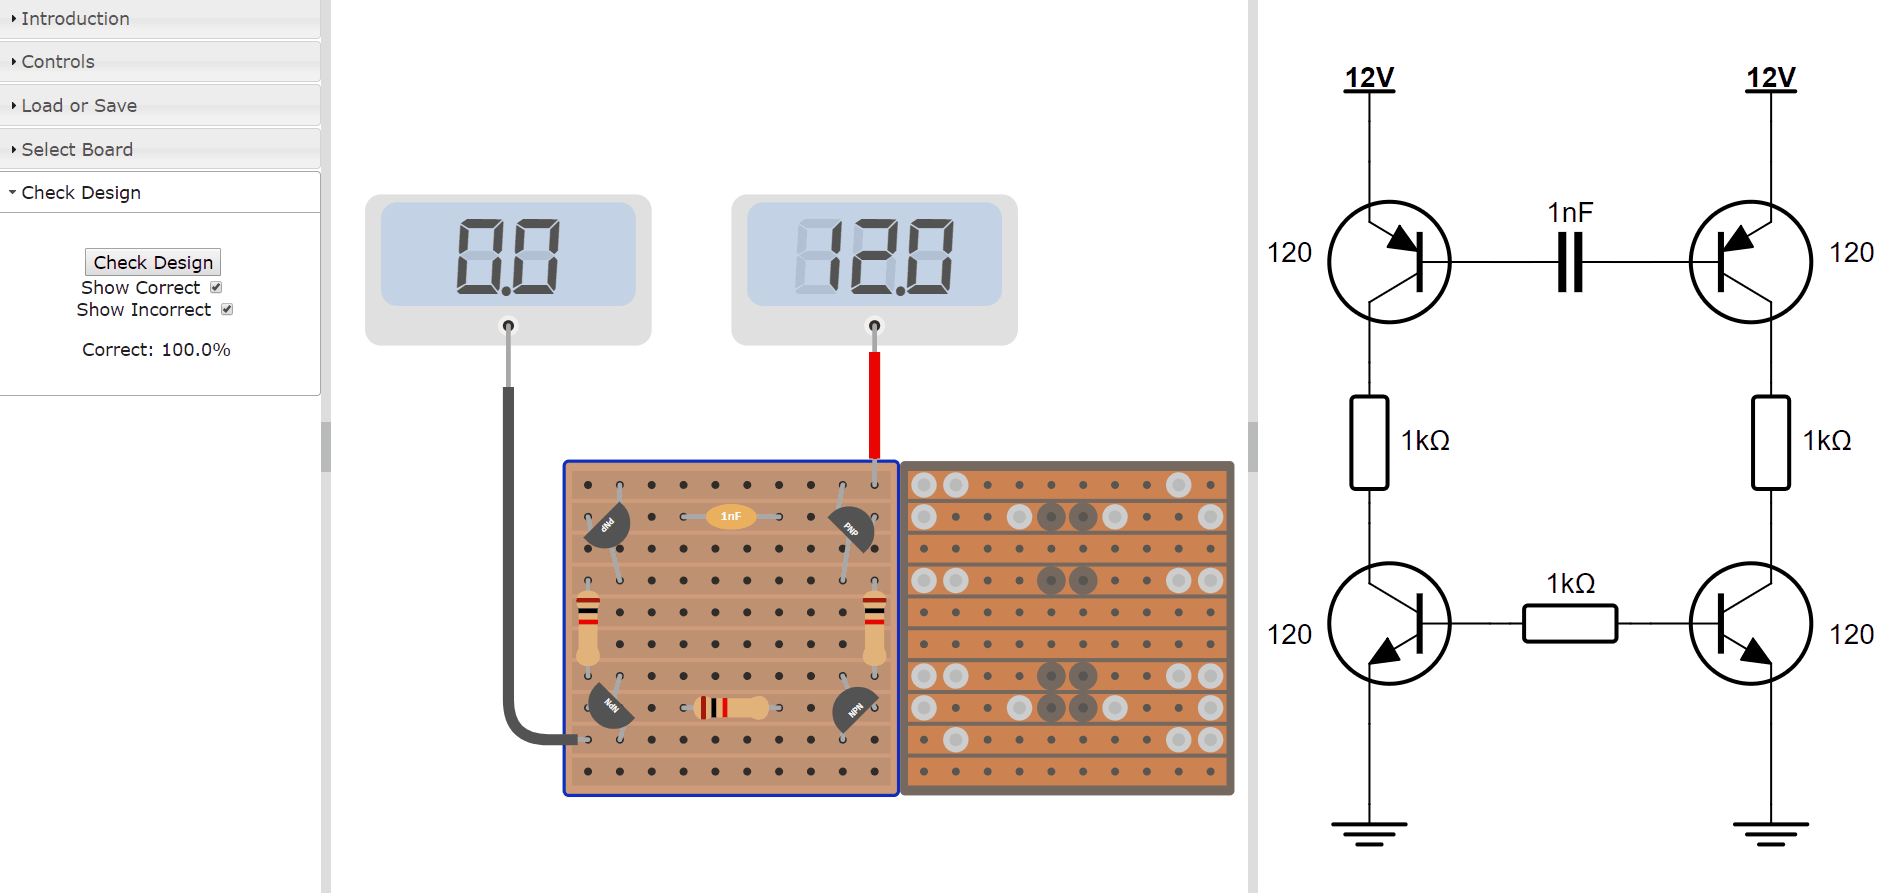 Introduction
Controls
Load or Save
Select Board
Check Design
Check Design
Show Correct
Show Incorrect
Correct: 100.0%
0.0
12.0
PNP
1nF
PNP
NPN
NPN
12V
12V
1nF
120
120
1kΩ
1kΩ
1kΩ
120
120